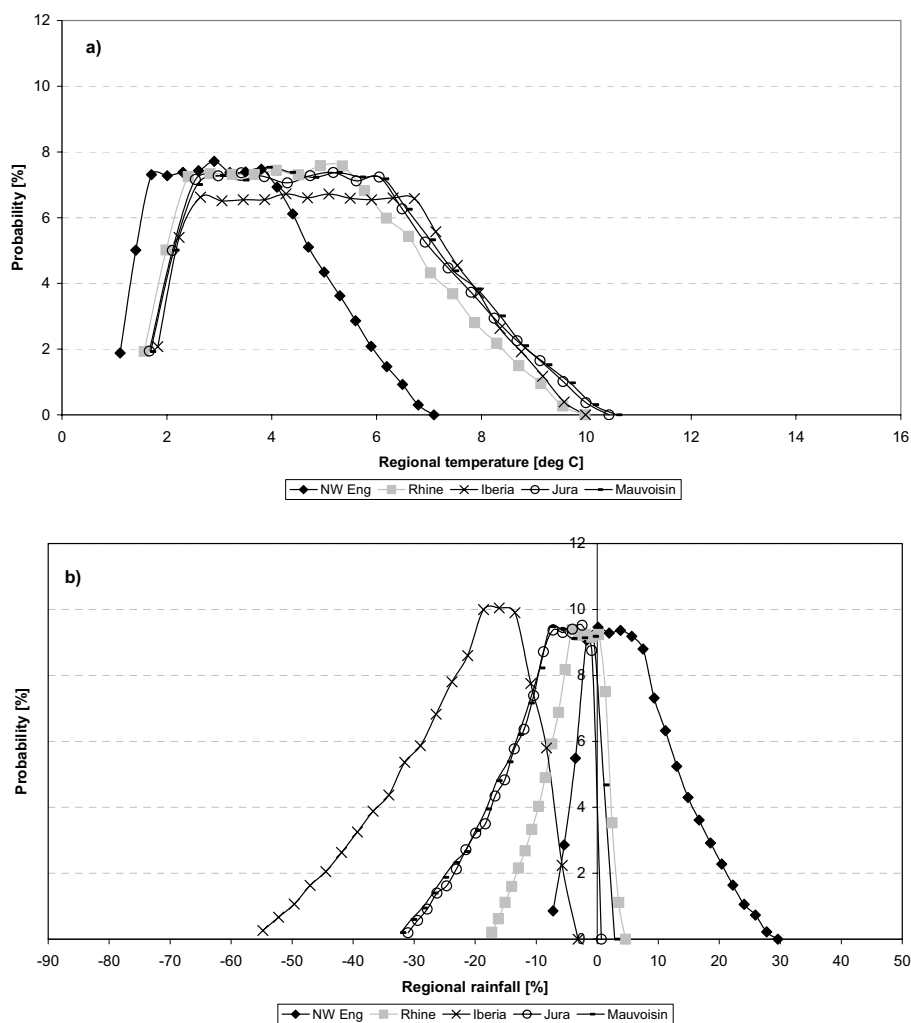 a)
12
10
8
6
4
2
0
Probability [%]
0 2 4 6 8 10 12 14 16
Regional temperature [deg C]
NW Eng Rhine Iberia Jura Mauvoisin
b)
12
10
8
6
4
2
0
Probability [%]
-90 -80 -70 -60 -50 -40 -30 -20 -10 0 10 20 30 40 50
Regional rainfall [%]
NW Eng Rhine Iberia Jura Mauvoisin